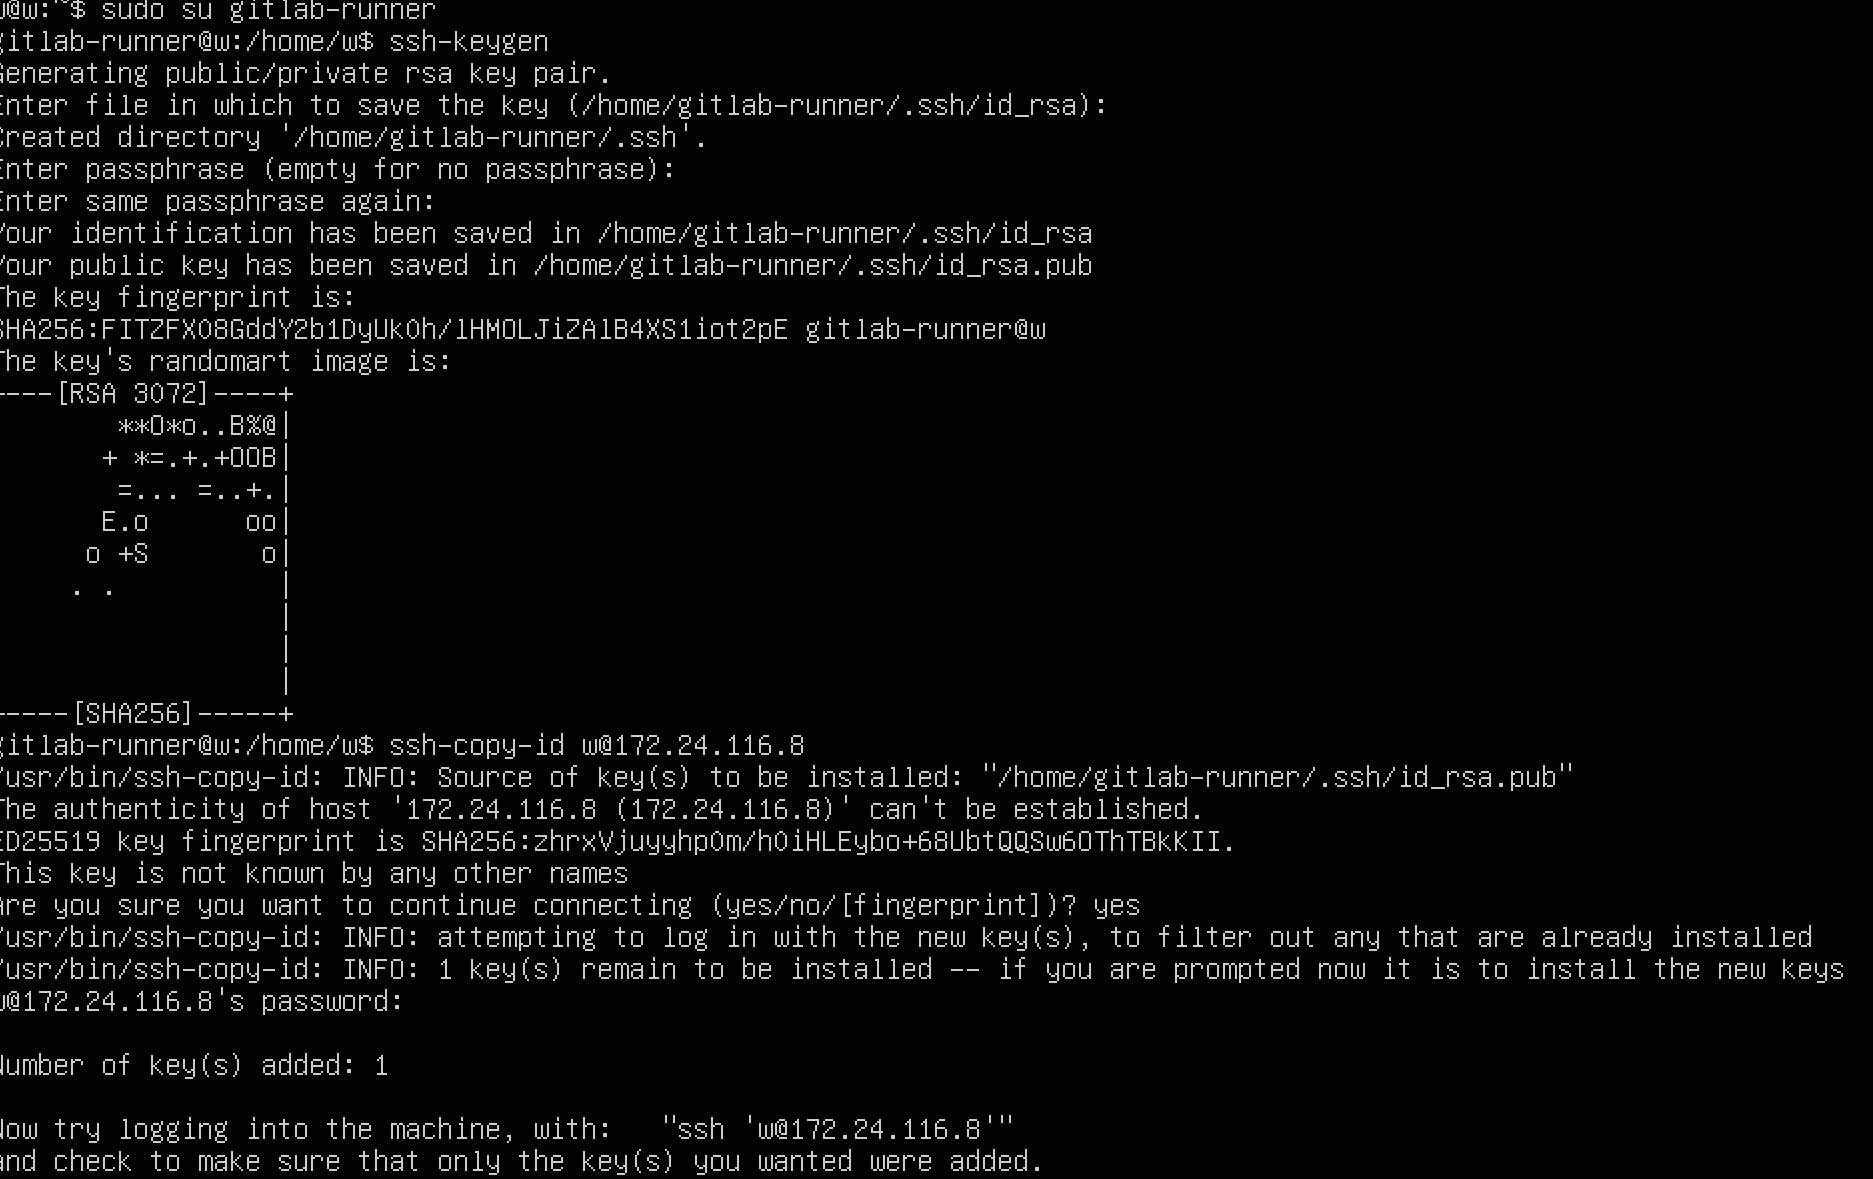 w@w:~$ sudo su gitlab-runner
gitlab-runner@w:/home/w$ ssh-keygen
Generating public/private rsa key pair.
Enter file in which to save the key (/home/gitlab-runner/.ssh/id_rsa):
Created directory '/home/gitlab-runner/.ssh'.
Enter passphrase (empty for no passphrase):
Enter same passphrase again:
Your identification has been saved in /home/gitlab-runner/.ssh/id_rsa
Your public key has been saved in /home/gitlab-runner/.ssh/id_rsa.pub
The key fingerprint is:
SHA256:FITZFXO8GddY2b1DyUkOh/lHMOLJiZAlB4XS1iot2pE gitlab-runner@w
The key's randomart image is:
----[RSA 3072]----+
       **O*o..B%@|
      + *=.+.+OOB|
       =... =..+.|
      E.o      oo|
     o +S       o|
    . .          |
                 |
                 |
                 |
-----[SHA256]-----+
gitlab-runner@w:/home/w$ ssh-copy-id w@172.24.116.8
/usr/bin/ssh-copy-id: INFO: Source of key(s) to be installed: "/home/gitlab-runner/.ssh/id_rsa.pub"
The authenticity of host '172.24.116.8 (172.24.116.8)' can't be established.
ED25519 key fingerprint is SHA256:zhrxVjuyyhpOm/hOiHLEybo+68UbtQQSw6OThTBkKII.
This key is not known by any other names
Are you sure you want to continue connecting (yes/no/[fingerprint])? yes
/usr/bin/ssh-copy-id: INFO: attempting to log in with the new key(s), to filter out any that are already installed
/usr/bin/ssh-copy-id: INFO: 1 key(s) remain to be installed -- if you are prompted now it is to install the new keys
w@172.24.116.8's password:
Number of key(s) added: 1
Now try logging into the machine, with:   "ssh 'w@172.24.116.8'"
and check to make sure that only the key(s) you wanted were added.